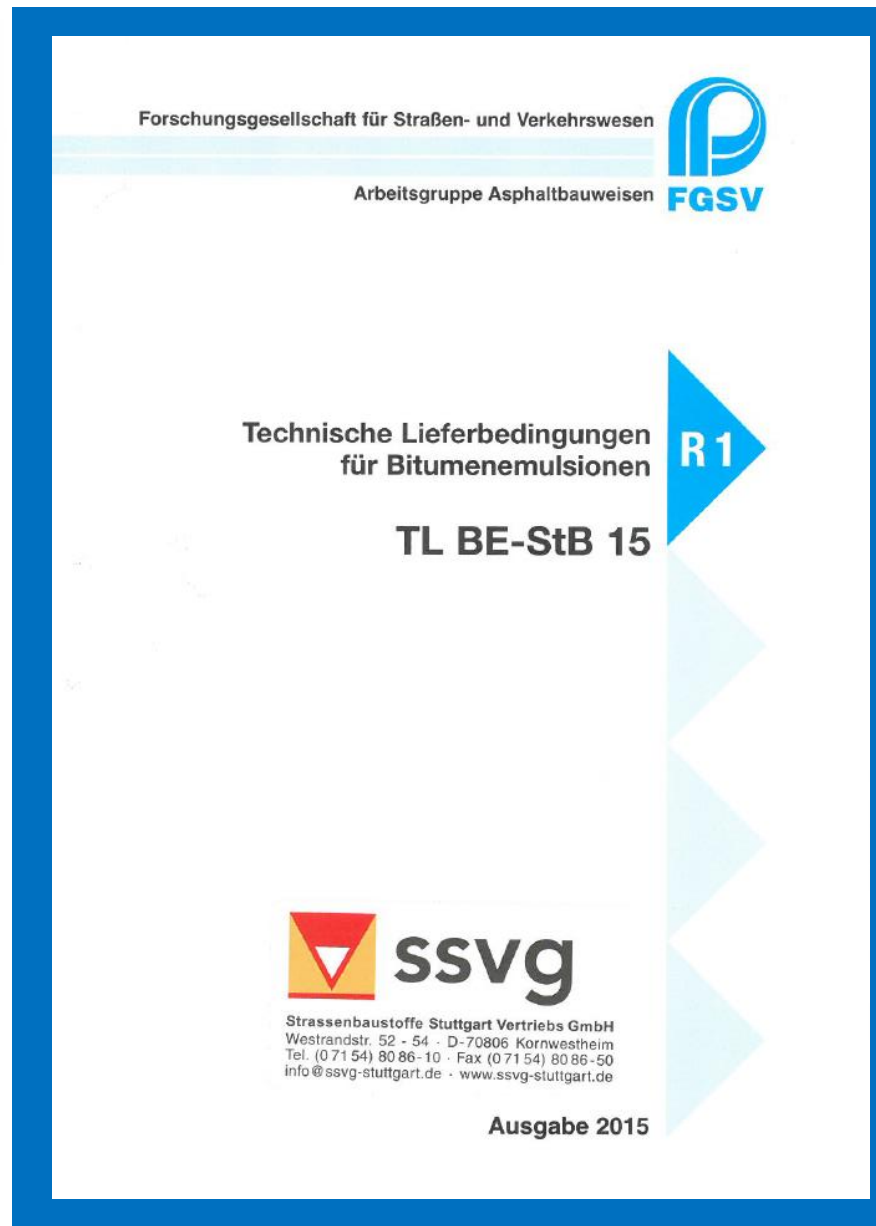 Forschungsgesellschaft für Straßen- und Verkehrswesen
Arbeitsgruppe Asphaltbauweisen
FGSV
Technische Lieferbedingungen
für Bitumenemulsionen
R 1
TL BE-StB 15
ssvg
Strassenbaustoffe Stuttgart Vertriebs GmbH
Westrandstr. 52 - 54 · D-70806 Kornwestheim
Tel. (0 71 54) 80 86-10 · Fax (0 71 54) 80 86-50
info@ssvg-stuttgart.de · www.ssvg-stuttgart.de
Ausgabe 2015